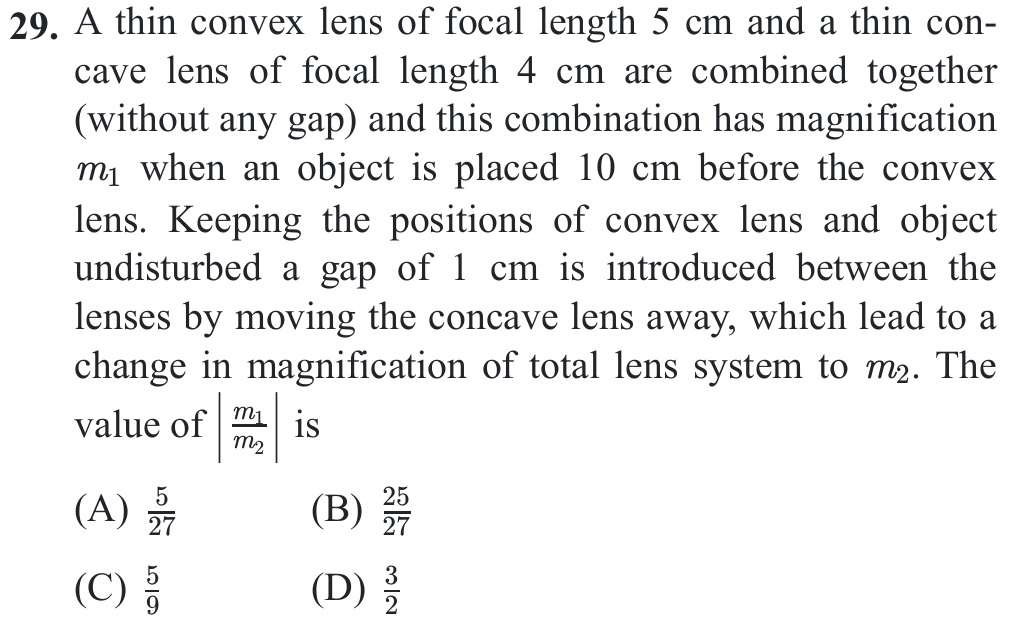 29. A thin convex lens of focal length 5 cm and a thin con-
cave lens of focal length 4 cm are combined together
(without any gap) and this combination has magnification
m₁ when an object is placed 10 cm before the convex
lens. Keeping the positions of convex lens and object
undisturbed a gap of 1 cm is introduced between the
lenses by moving the concave lens away, which lead to a
change in magnification of total lens system to m₂. The
value of |m₁/m₂| is
(A) 5/27 (B) 25/27
(C) 5/9 (D) 3/2